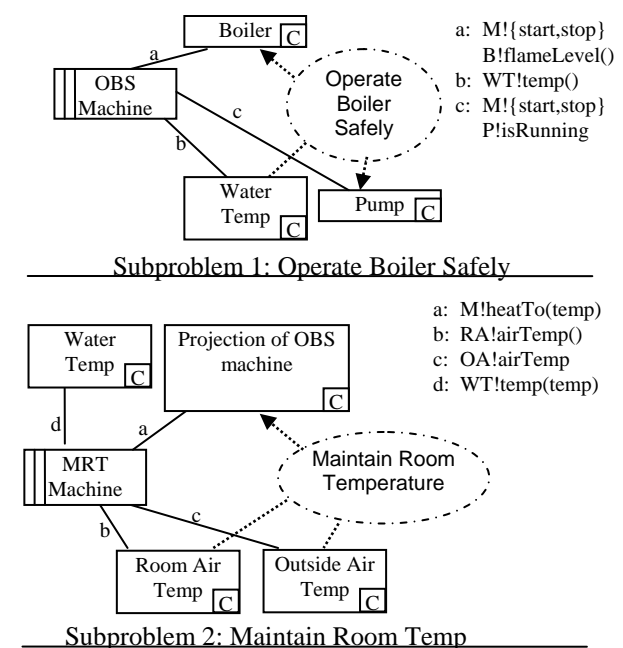 Boiler C
a: M!{start,stop}
B!flameLevel()
b: WT!temp()
c: M!{start,stop}
P!isRunning
a
OBS
Machine
Operate
Boiler
Safely
c
b
Water
Temp
C
Pump C
Subproblem 1: Operate Boiler Safely
a: M!heatTo(temp)
b: RA!airTemp()
c: OA!airTemp
d: WT!temp(temp)
Water
Temp
C
Projection of OBS
machine
C
d
a
MRT
Machine
Maintain Room
Temperature
c
b
Room Air
Temp
C
Outside Air
Temp
C
Subproblem 2: Maintain Room Temp